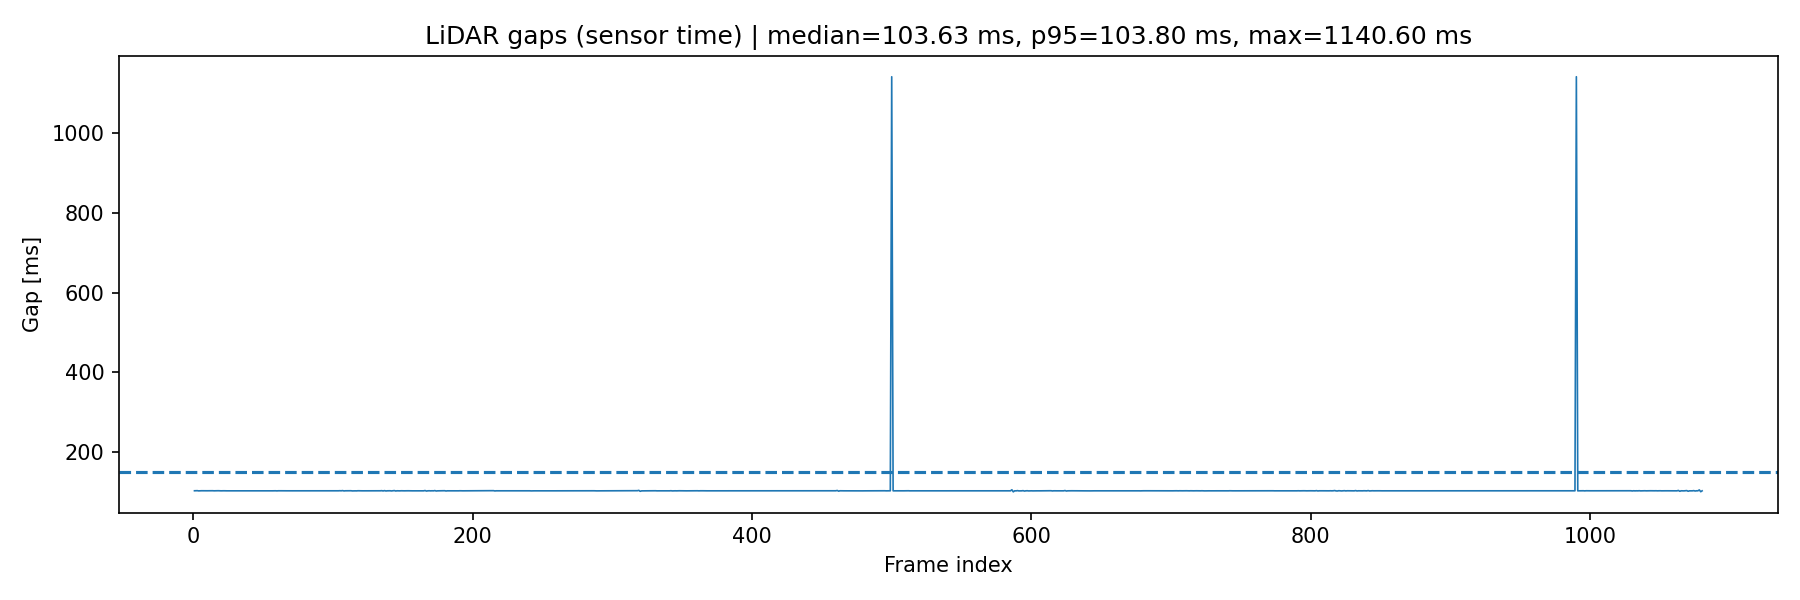 LiDAR gaps (sensor time) | median=103.63 ms, p95=103.80 ms, max=1140.60 ms
Gap [ms]
1000
800
600
400
200
0 200 400 600 800 1000
Frame index